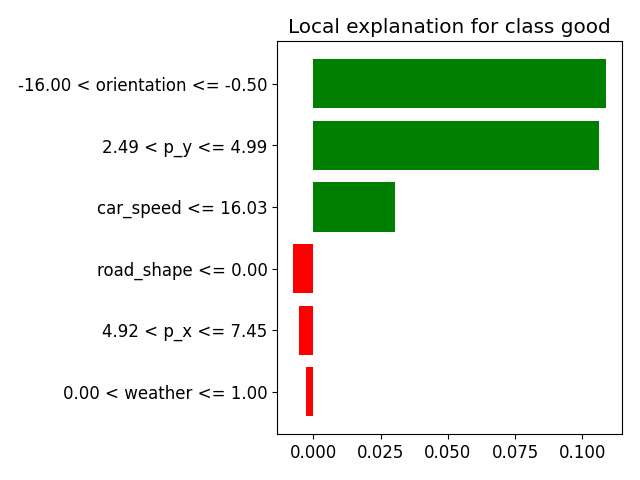 Local explanation for class good
-16.00 < orientation <= -0.50
2.49 < p_y <= 4.99
car_speed <= 16.03
road_shape <= 0.00
4.92 < p_x <= 7.45
0.00 < weather <= 1.00
0.000 0.025 0.050 0.075 0.100